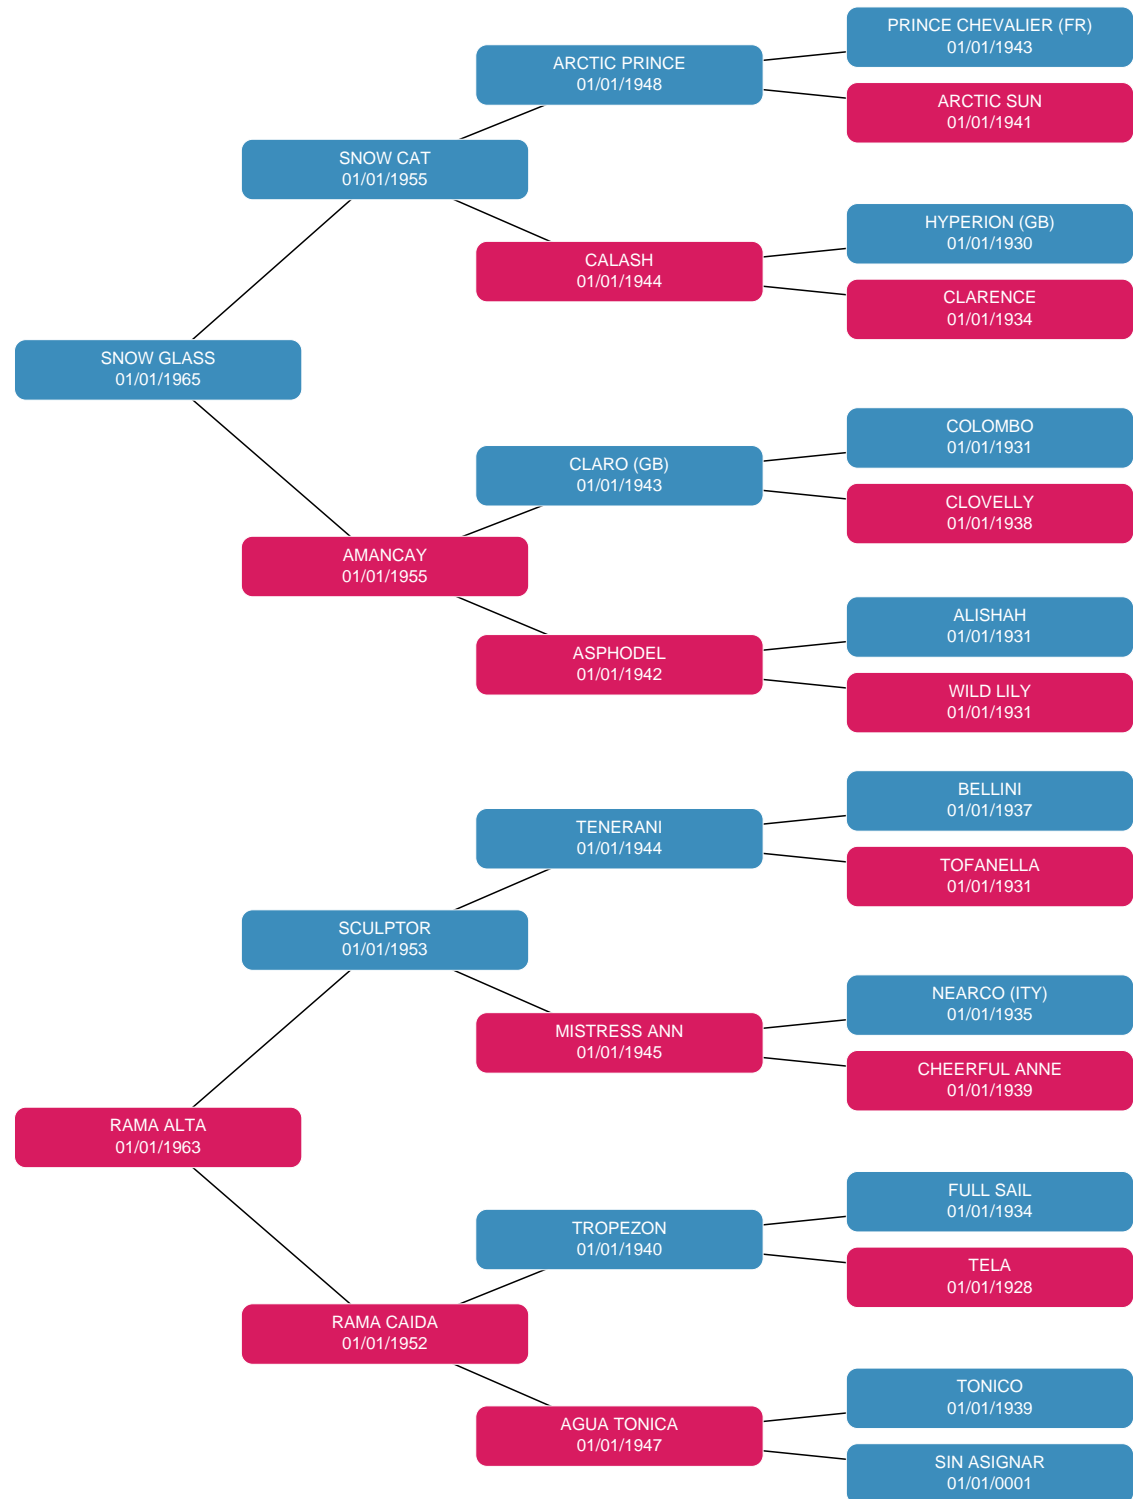 PRINCE CHEVALIER (FR)
01/01/1943
ARCTIC PRINCE
01/01/1948
ARCTIC SUN
01/01/1941
SNOW CAT
01/01/1955
HYPERION (GB)
01/01/1930
CALASH
01/01/1944
CLARENCE
01/01/1934
SNOW GLASS
01/01/1965
COLOMBO
01/01/1931
CLARO (GB)
01/01/1943
CLOVELLY
01/01/1938
AMANCAY
01/01/1955
ALISHAH
01/01/1931
ASPHODEL
01/01/1942
WILD LILY
01/01/1931
BELLINI
01/01/1937
TENERANI
01/01/1944
TOFANELLA
01/01/1931
SCULPTOR
01/01/1953
NEARCO (ITY)
01/01/1935
MISTRESS ANN
01/01/1945
CHEERFUL ANNE
01/01/1939
RAMA ALTA
01/01/1963
FULL SAIL
01/01/1934
TROPEZON
01/01/1940
TELA
01/01/1928
RAMA CAIDA
01/01/1952
TONICO
01/01/1939
AGUA TONICA
01/01/1947
SIN ASIGNAR
01/01/0001